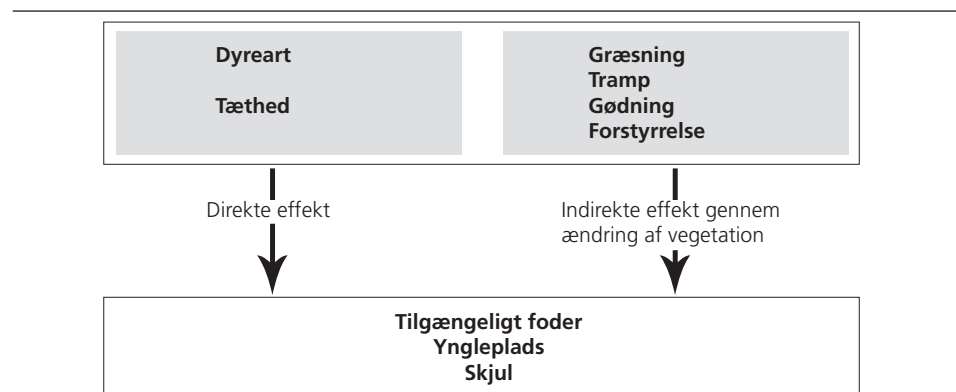 Dyreart
Tæthed
Græsning
Tramp
Gødning
Forstyrrelse
Direkte effekt
Indirekte effekt gennem
ændring af vegetation
Tilgængeligt foder
Yngleplads
Skjul